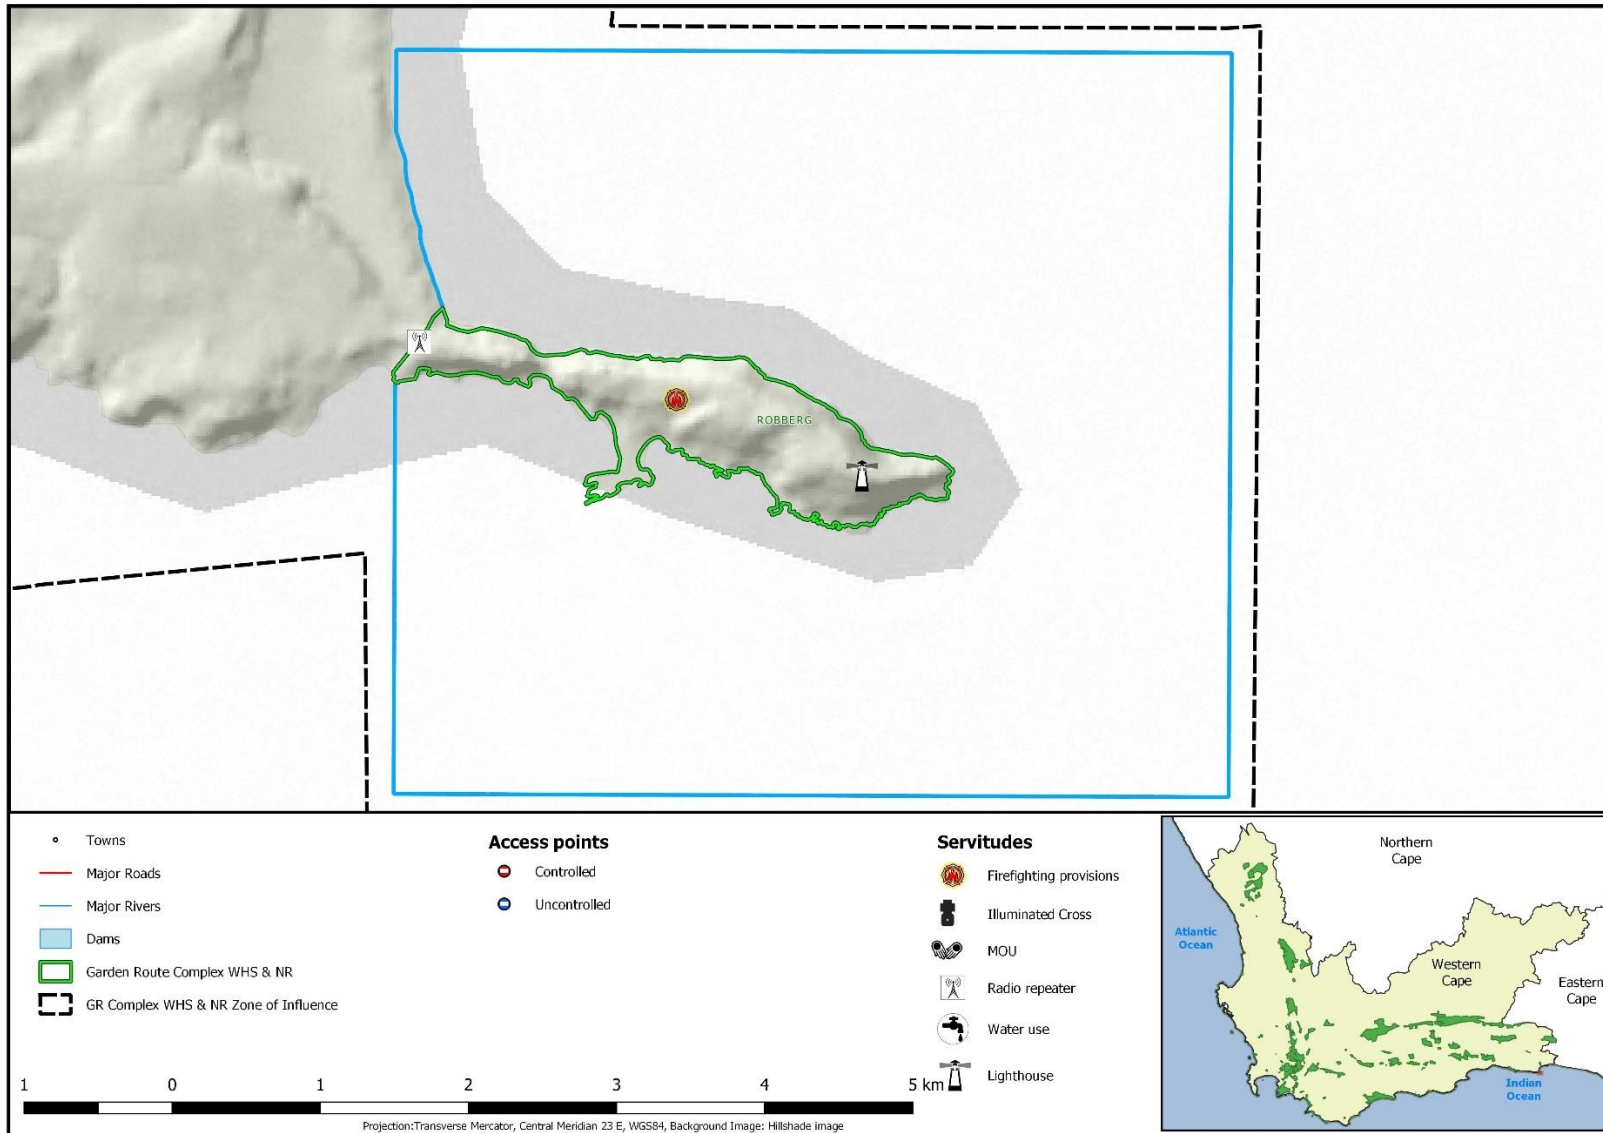 ROBBERG
Towns
Major Roads
Major Rivers
Dams
Garden Route Complex WHS & NR
GR Complex WHS & NR Zone of Influence
Access points
Controlled
Uncontrolled
Servitudes
Firefighting provisions
Illuminated Cross
MOU
Radio repeater
Water use
Lighthouse
1 0 1 2 3 4 5 km
Projection:Transverse Mercator, Central Meridian 23 E, WGS84, Background Image: Hillshade image
Northern
Cape
Atlantic
Ocean
Western
Cape
Eastern
Cape
Indian
Ocean